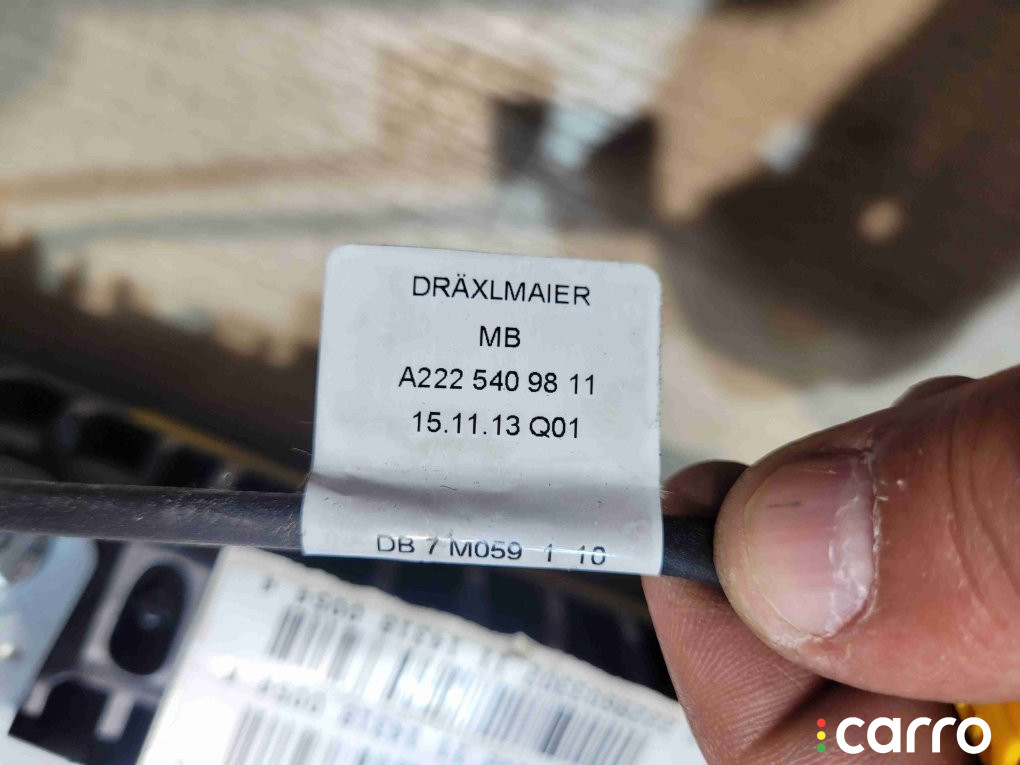 DRÄXLMAIER
MB
A222 540 98 11
15.11.13 Q01
DB 7 M059 1 10
carro